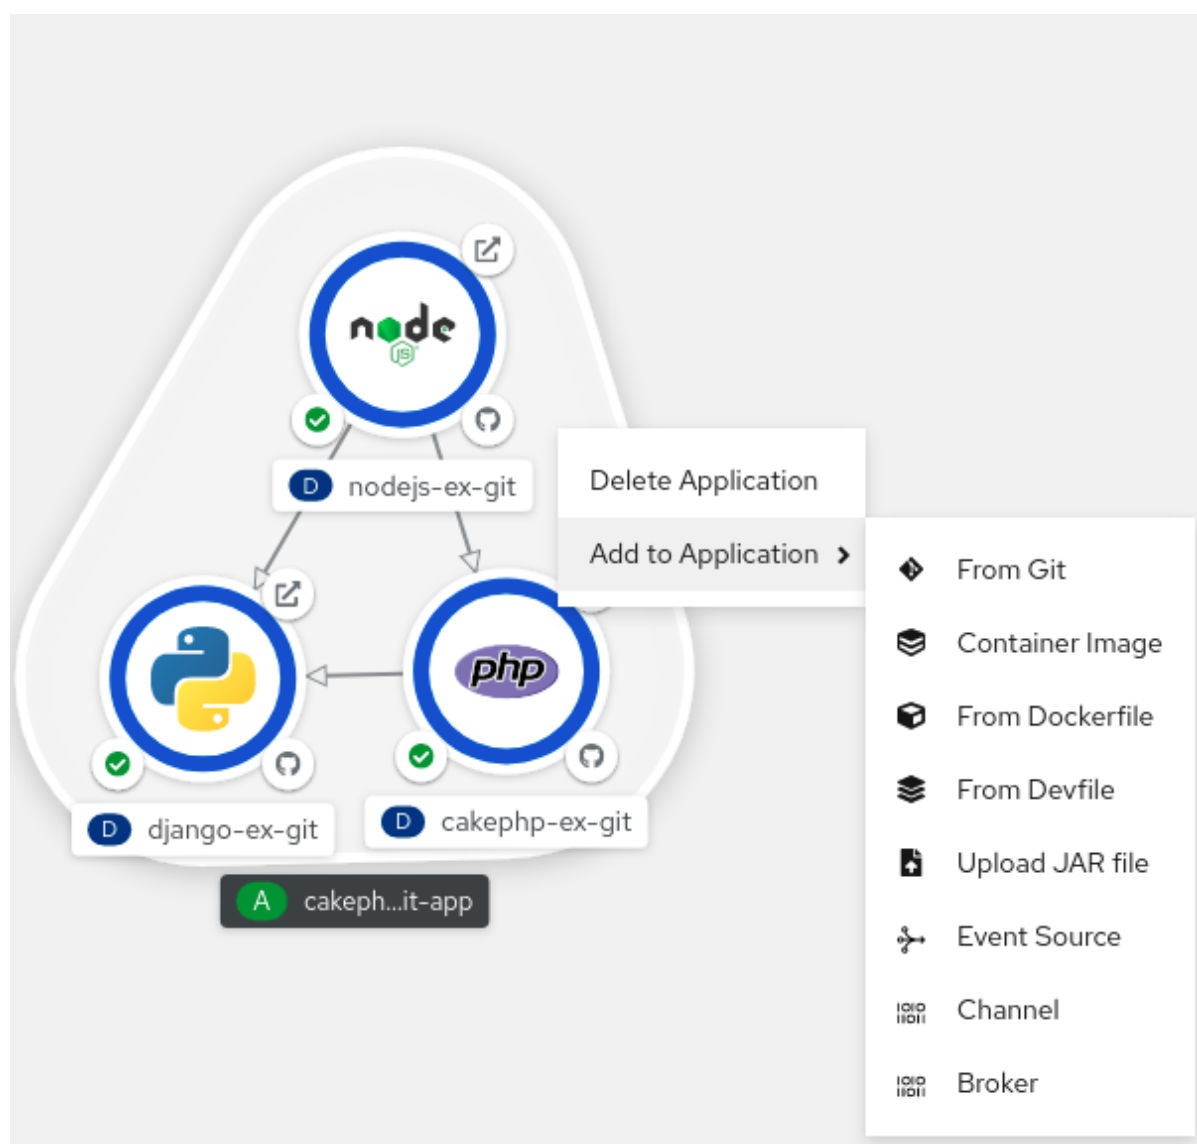 node
JS
D nodejs-ex-git
Delete Application
Add to Application
From Git
Container Image
php
From Dockerfile
From Devfile
D django-ex-git
D cakephp-ex-git
Upload JAR file
A cakeph...it-app
Event Source
Channel
Broker